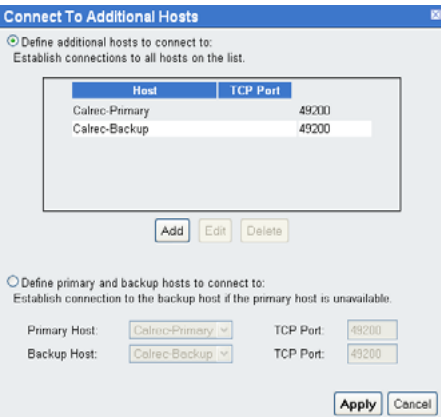 Connect To Additional Hosts
Define additional hosts to connect to:
Establish connections to all hosts on the list.
Host TCP Port
Calrec-Primary 49200
Calrec-Backup 49200
Add Edit Delete
Define primary and backup hosts to connect to:
Establish connection to the backup host if the primary host is unavailable.
Primary Host: Calrec-Primary TCP Port: 49200
Backup Host: Calrec-Backup TCP Port: 49200
Apply Cancel